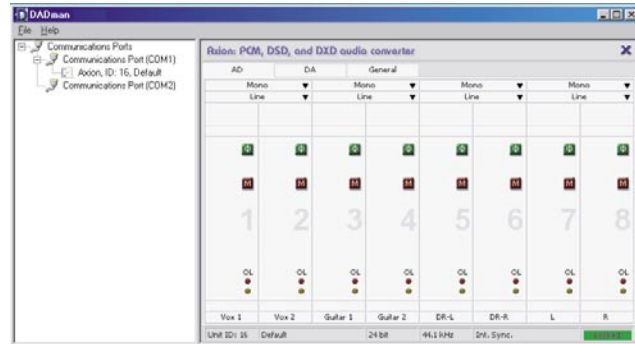 DADman
File Help
Communications Ports
Communications Port (COM1)
Axion, ID: 16, Default
Communications Port (COM2)
Axion: PCM, DSD, and DXD audio converter
AD DA General
Mono Mono Mono Mono
Line Line Line Line
Φ Φ Φ Φ Φ Φ Φ Φ
M M M M M M M M
1 2 3 4 5 6 7 8
OL OL OL OL OL OL OL OL
Vox 1 Vox 2 Guitar 1 Guitar 2 DR-L DR-R L R
Unit ID: 16 Default 24 bit 44.1 kHz Int. Sync.